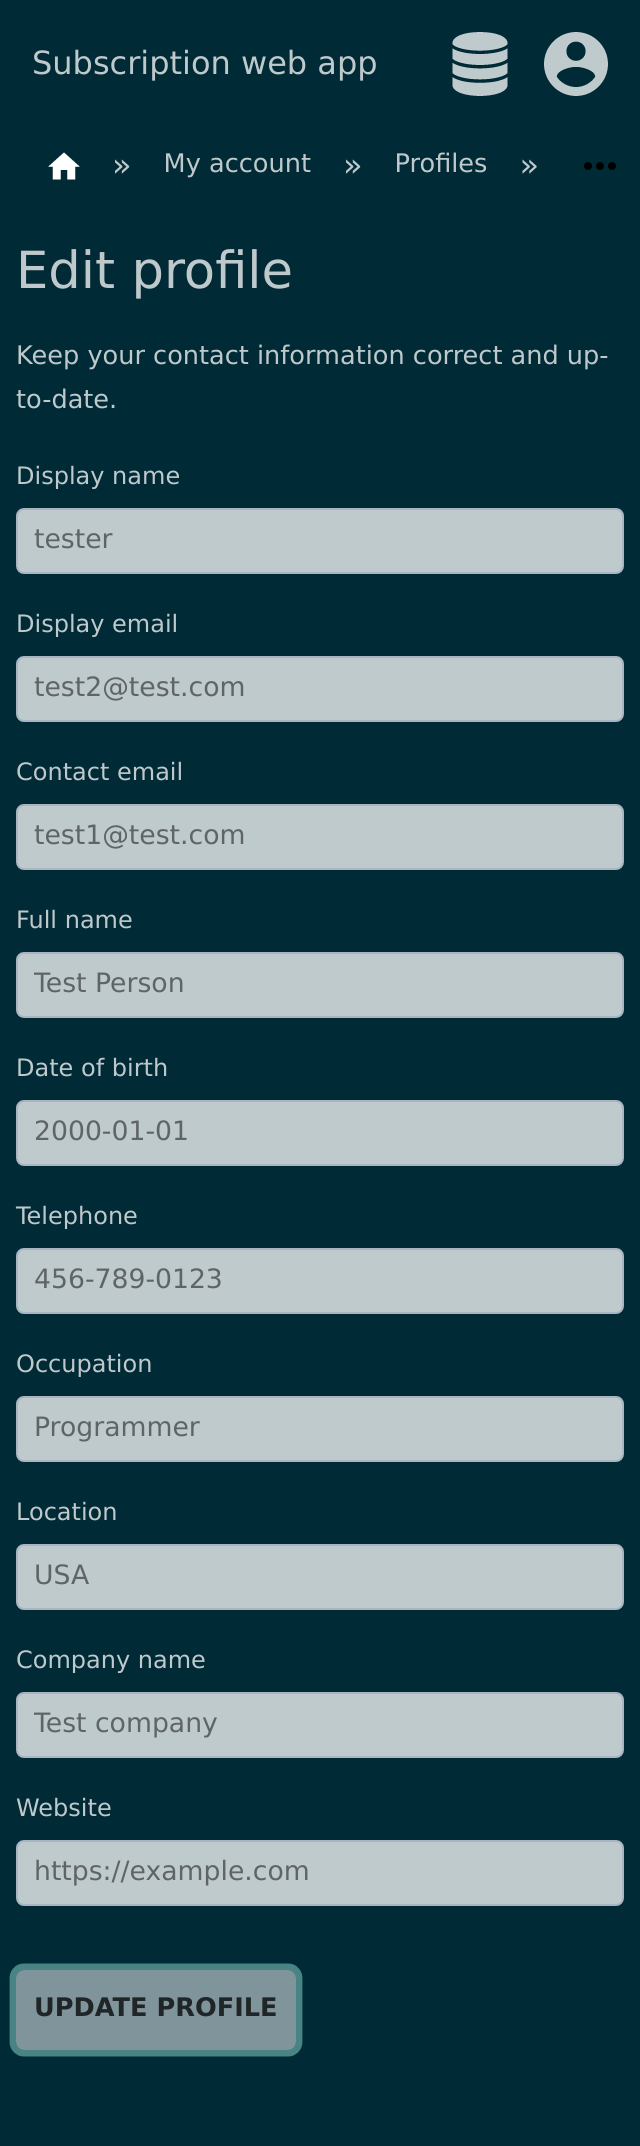 Subscription web app
» My account » Profiles » •••
Edit profile
Keep your contact information correct and up-
to-date.
Display name
tester
Display email
test2@test.com
Contact email
test1@test.com
Full name
Test Person
Date of birth
2000-01-01
Telephone
456-789-0123
Occupation
Programmer
Location
USA
Company name
Test company
Website
https://example.com
UPDATE PROFILE